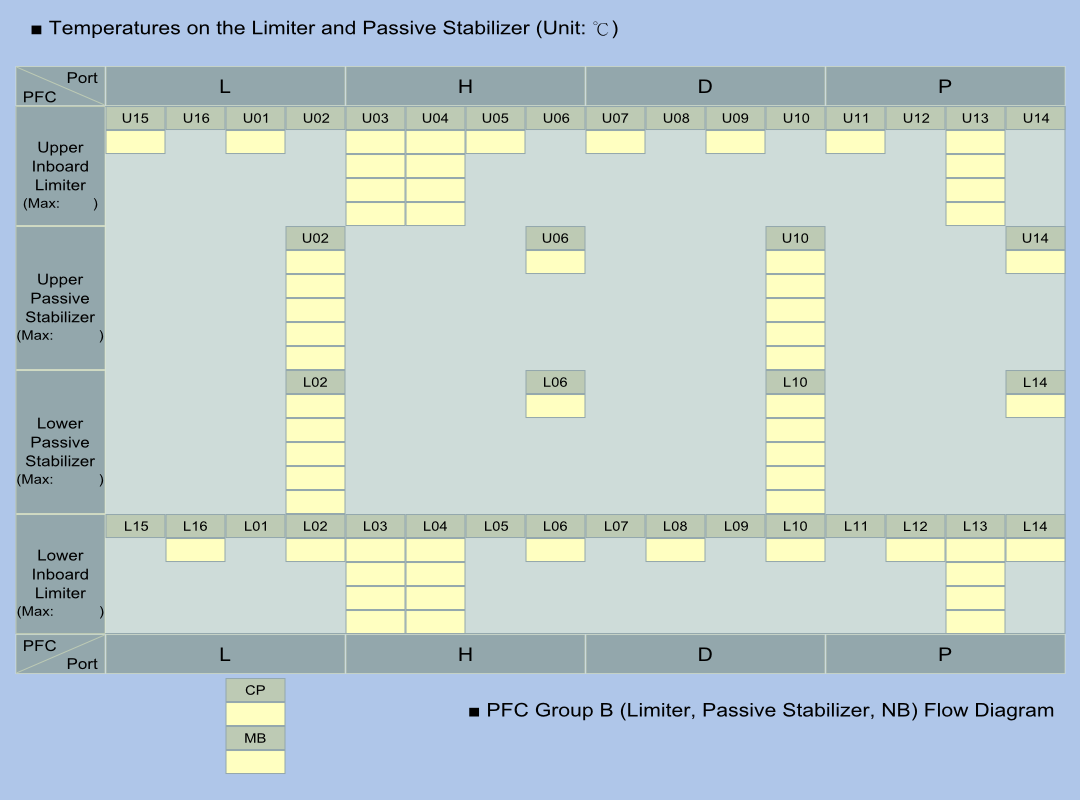 ■ Temperatures on the Limiter and Passive Stabilizer (Unit: ℃)
Port
PFC
L H D P
U15 U16 U01 U02 U03 U04 U05 U06 U07 U08 U09 U10 U11 U12 U13 U14
Upper
Inboard
Limiter
(Max: )
U02 U06 U10 U14
Upper
Passive
Stabilizer
(Max: )
L02 L06 L10 L14
Lower
Passive
Stabilizer
(Max: )
L15 L16 L01 L02 L03 L04 L05 L06 L07 L08 L09 L10 L11 L12 L13 L14
Lower
Inboard
Limiter
(Max: )
PFC
Port
L H D P
CP
MB
■ PFC Group B (Limiter, Passive Stabilizer, NB) Flow Diagram